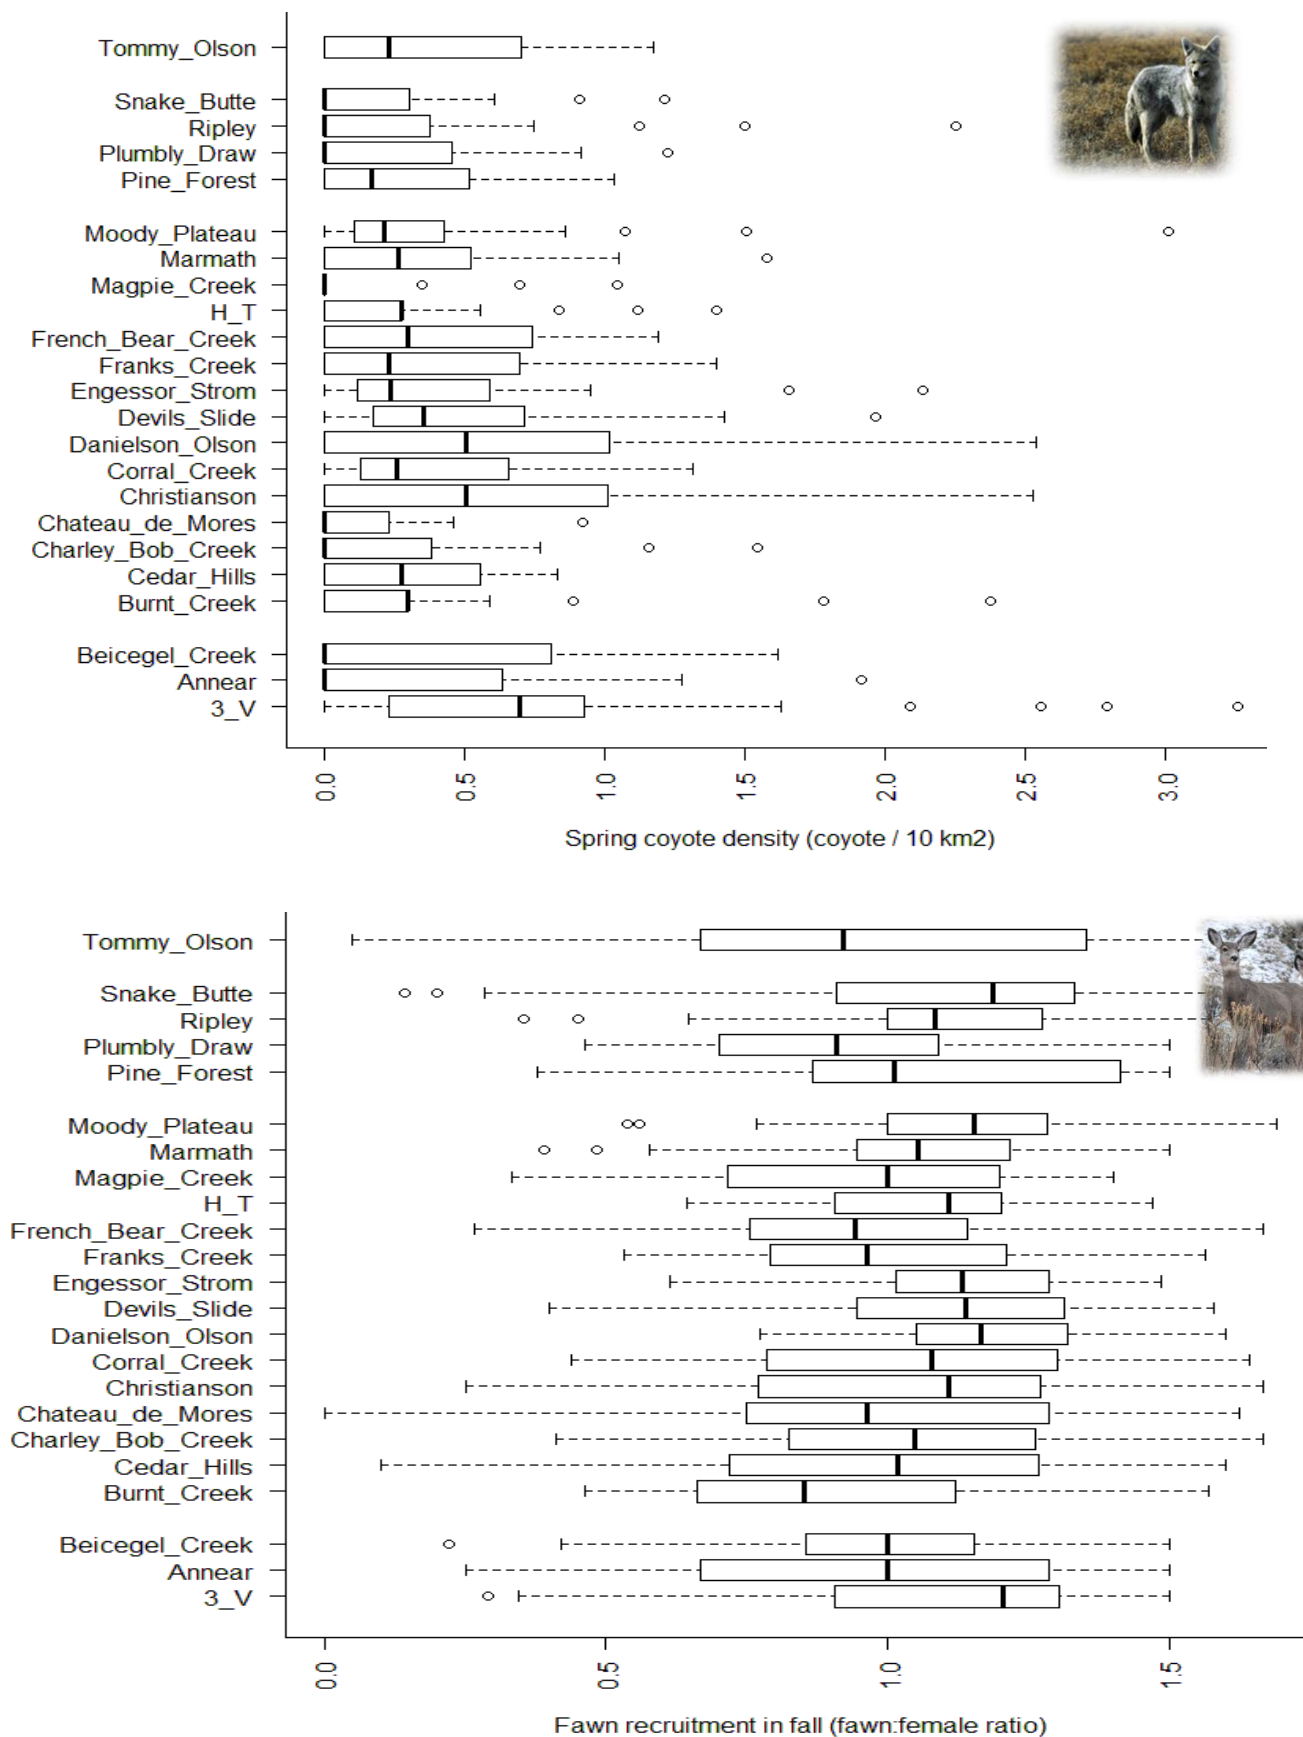 Tommy_Olson
Snake_Butte
Ripley
Plumbly_Draw
Pine_Forest
Moody_Plateau
Marmath
Magpie_Creek
H_T
French_Bear_Creek
Franks_Creek
Engessor_Strom
Devils_Slide
Danielson_Olson
Corral_Creek
Christianson
Chateau_de_Mores
Charley_Bob_Creek
Cedar_Hills
Burnt_Creek
Beicegel_Creek
Annear
3_V
0.0 0.5 1.0 1.5 2.0 2.5 3.0
Spring coyote density (coyote / 10 km2)
Tommy_Olson
Snake_Butte
Ripley
Plumbly_Draw
Pine_Forest
Moody_Plateau
Marmath
Magpie_Creek
H_T
French_Bear_Creek
Franks_Creek
Engessor_Strom
Devils_Slide
Danielson_Olson
Corral_Creek
Christianson
Chateau_de_Mores
Charley_Bob_Creek
Cedar_Hills
Burnt_Creek
Beicegel_Creek
Annear
3_V
0.0 0.5 1.0 1.5
Fawn recruitment in fall (fawn:female ratio)